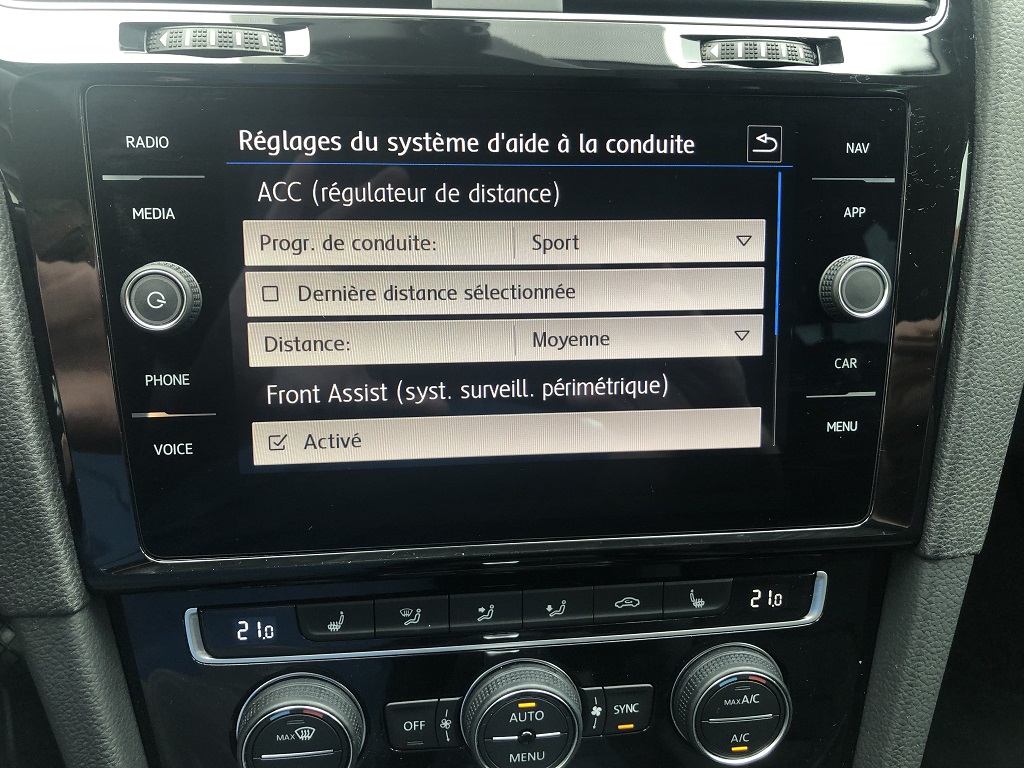 RADIO
MEDIA
PHONE
VOICE
Réglages du système d'aide à la conduite
ACC (régulateur de distance)
Progr. de conduite: Sport
Dernière distance sélectionnée
Distance: Moyenne
Front Assist (syst. surveill. périmétrique)
Activé
NAV
APP
CAR
MENU
21.0
21.0
MAX
OFF
AUTO
MENU
SYNC
MAX A/C
A/C